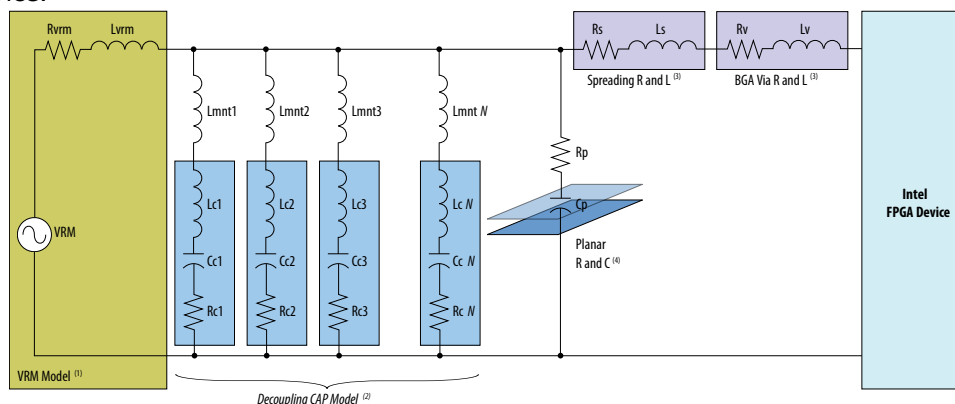 Rvrm Lvrm
Rs Ls Rv Lv
Spreading R and L (3) BGA Via R and L (3)
Lmnt1 Lmnt2 Lmnt3 Lmnt N
Rp
Lc1 Lc2 Lc3 Lc N
Cp
Intel
FPGA Device
VRM
Planar
R and C (4)
Cc1 Cc2 Cc3 Cc N
Rc1 Rc2 Rc3 Rc N
VRM Model (1)
Decoupling CAP Model (2)